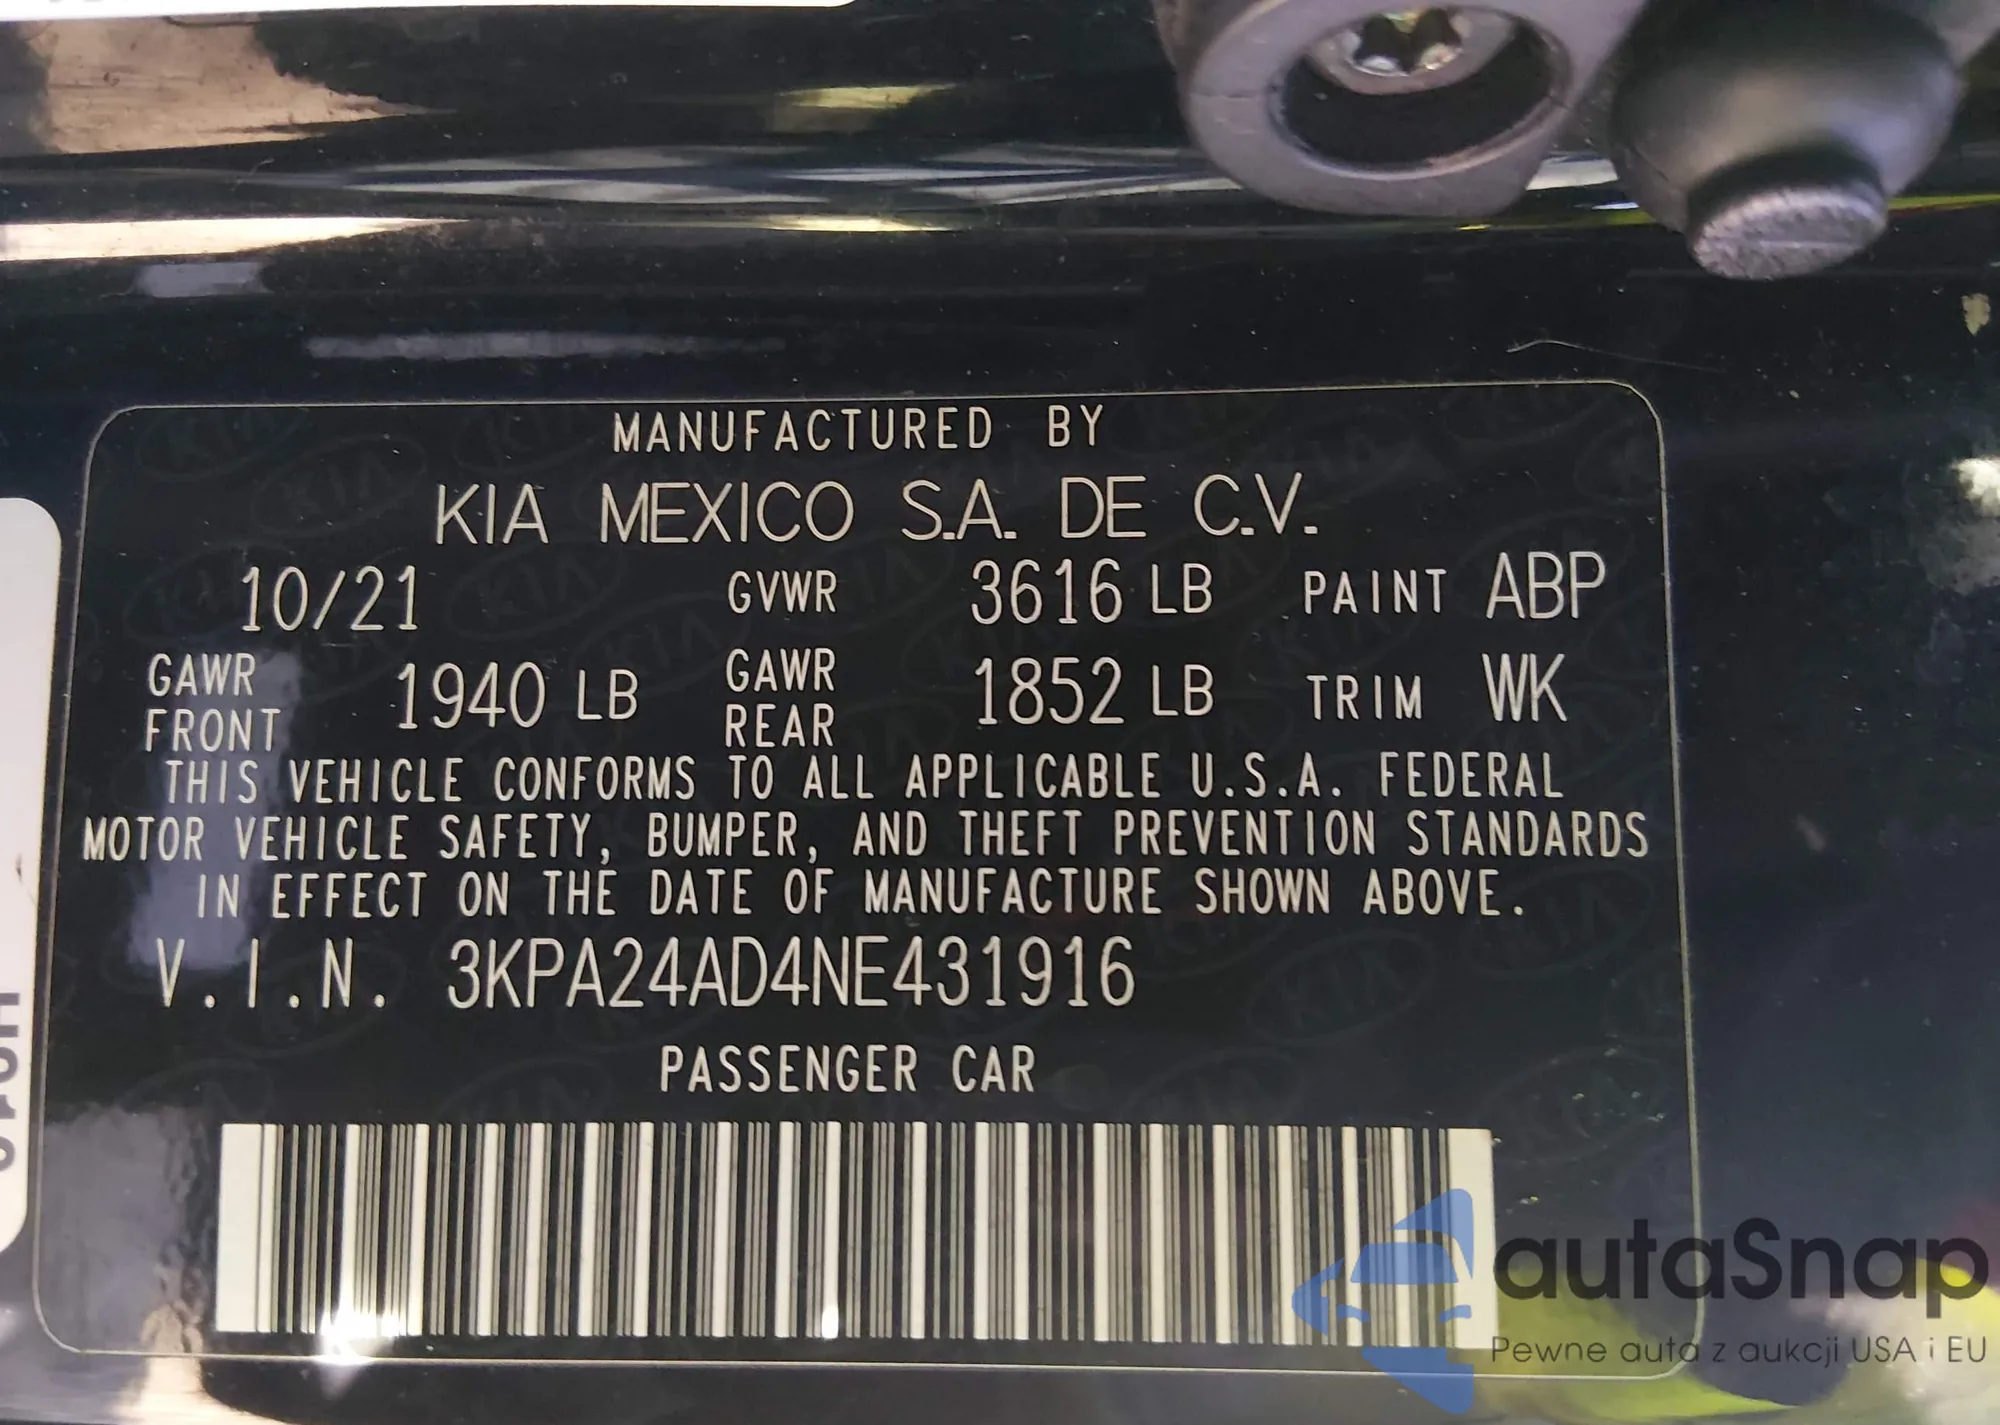 MANUFACTURED BY
KIA MEXICO S.A. DE C.V.
10/21 GVWR 3616 LB PAINT ABP
GAWR FRONT 1940 LB GAWR REAR 1852 LB TRIM WK
THIS VEHICLE CONFORMS TO ALL APPLICABLE U.S.A. FEDERAL
MOTOR VEHICLE SAFETY, BUMPER, AND THEFT PREVENTION STANDARDS
IN EFFECT ON THE DATE OF MANUFACTURE SHOWN ABOVE.
V.I.N. 3KPA24AD4NE431916
PASSENGER CAR
autaSnap
Pewne auta z aukcji USA i EU